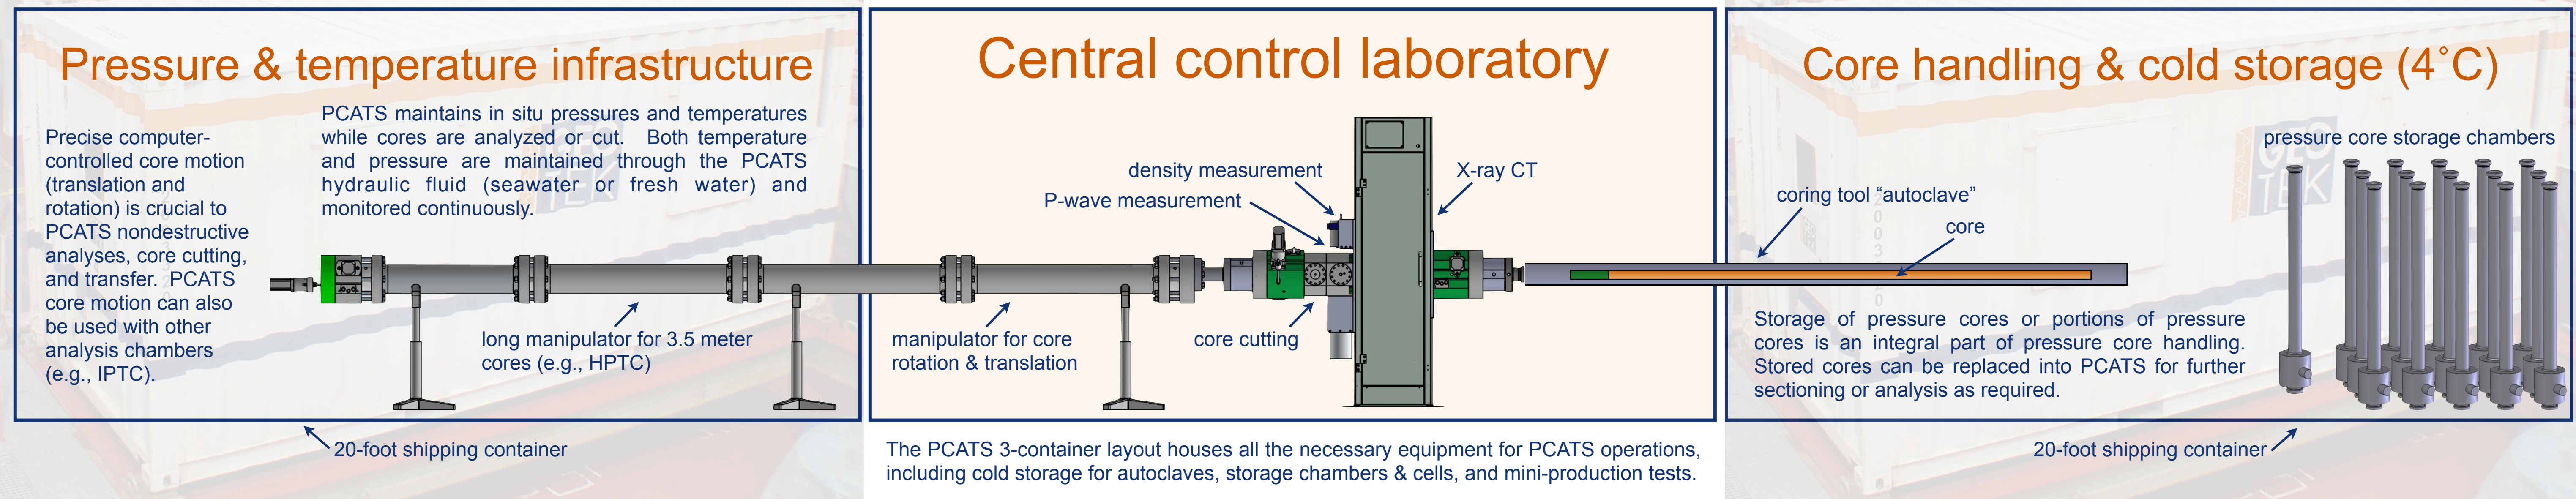 Pressure & temperature infrastructure
Precise computer-
controlled core motion
(translation and
rotation) is crucial to
PCATS nondestructive
analyses, core cutting,
and transfer. PCATS
core motion can also
be used with other
analysis chambers
(e.g., IPTC).
PCATS maintains in situ pressures and temperatures
while cores are analyzed or cut. Both temperature
and pressure are maintained through the PCATS
hydraulic fluid (seawater or fresh water) and
monitored continuously.
long manipulator for 3.5 meter
cores (e.g., HPTC)
20-foot shipping container
Central control laboratory
density measurement
P-wave measurement
X-ray CT
manipulator for core
rotation & translation
core cutting
The PCATS 3-container layout houses all the necessary equipment for PCATS operations,
including cold storage for autoclaves, storage chambers & cells, and mini-production tests.
Core handling & cold storage (4˚C)
pressure core storage chambers
GEO
TEK
coring tool “autoclave”
core
Storage of pressure cores or portions of pressure
cores is an integral part of pressure core handling.
Stored cores can be replaced into PCATS for further
sectioning or analysis as required.
20-foot shipping container